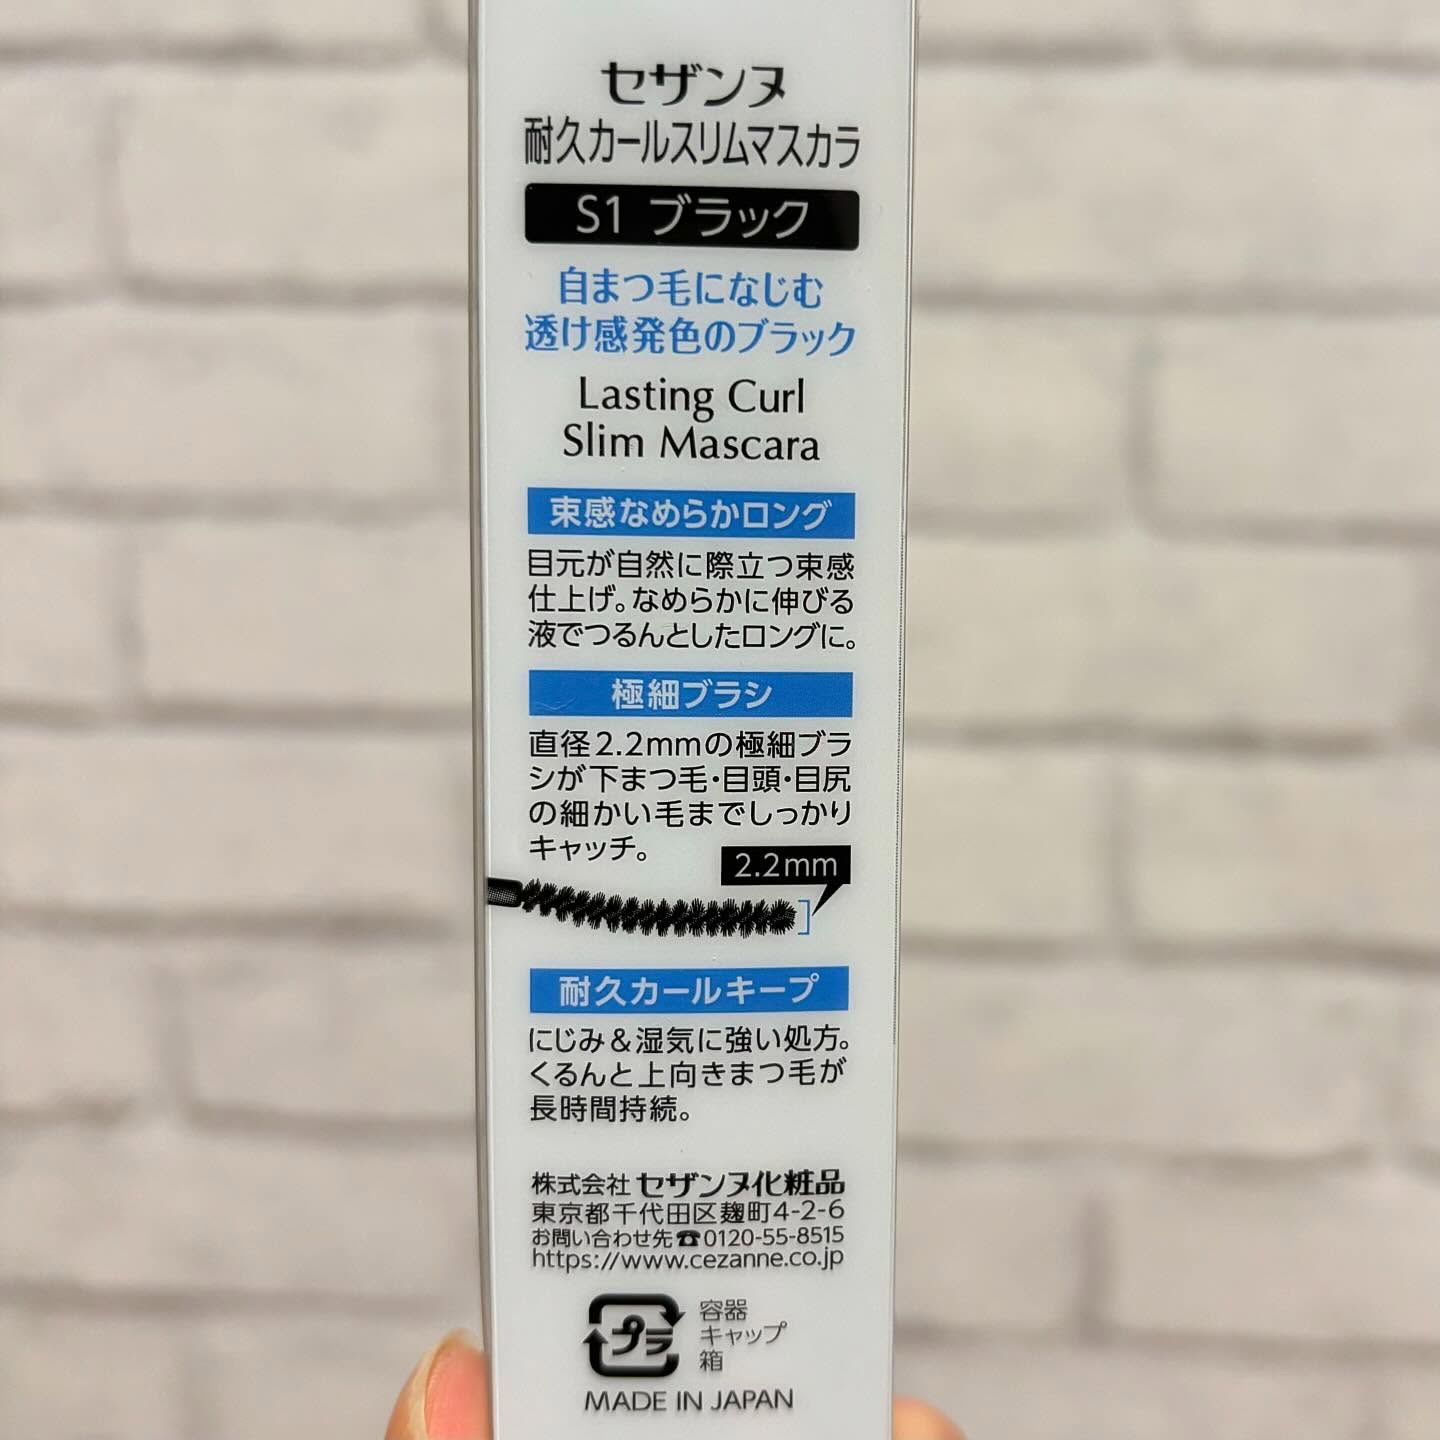 セザンヌ
耐久カールスリムマスカラ
S1 ブラック
自まつ毛になじむ
透け感発色のブラック
Lasting Curl
Slim Mascara
束感なめらかロング
目元が自然に際立つ束感
仕上げ。なめらかに伸びる
液でつるんとしたロングに。
極細ブラシ
直径2.2mmの極細ブラ
シが下まつ毛・目頭・目尻
の細かい毛までしっかり
キャッチ。
2.2mm
耐久カールキープ
にじみ＆湿気に強い処方。
くるんと上向きまつ毛が
長時間持続。
株式会社 セザンヌ化粧品
東京都千代田区麹町4-2-6
お問い合わせ先☎0120-55-8515
https://www.cezanne.co.jp
プラ
容器
キャップ
箱
MADE IN JAPAN